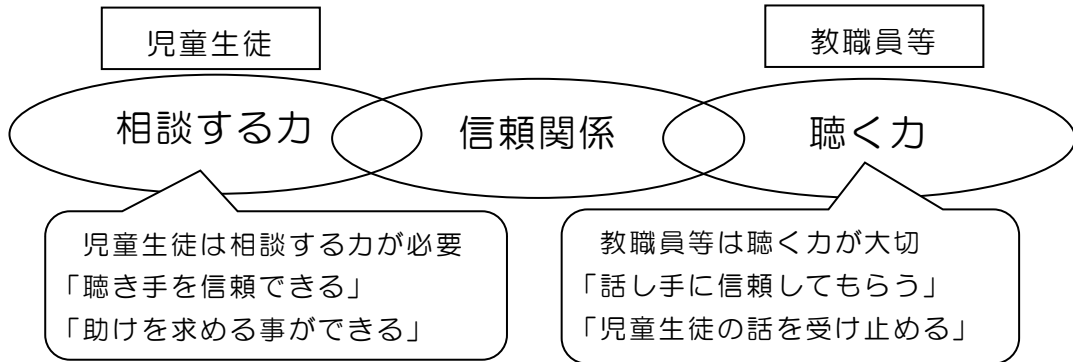 児童生徒
教職員等
相談する力
信頼関係
聴く力
児童生徒は相談する力が必要
「聴き手を信頼できる」
「助けを求める事ができる」
教職員等は聴く力が大切
「話し手に信頼してもらう」
「児童生徒の話を受け止める」